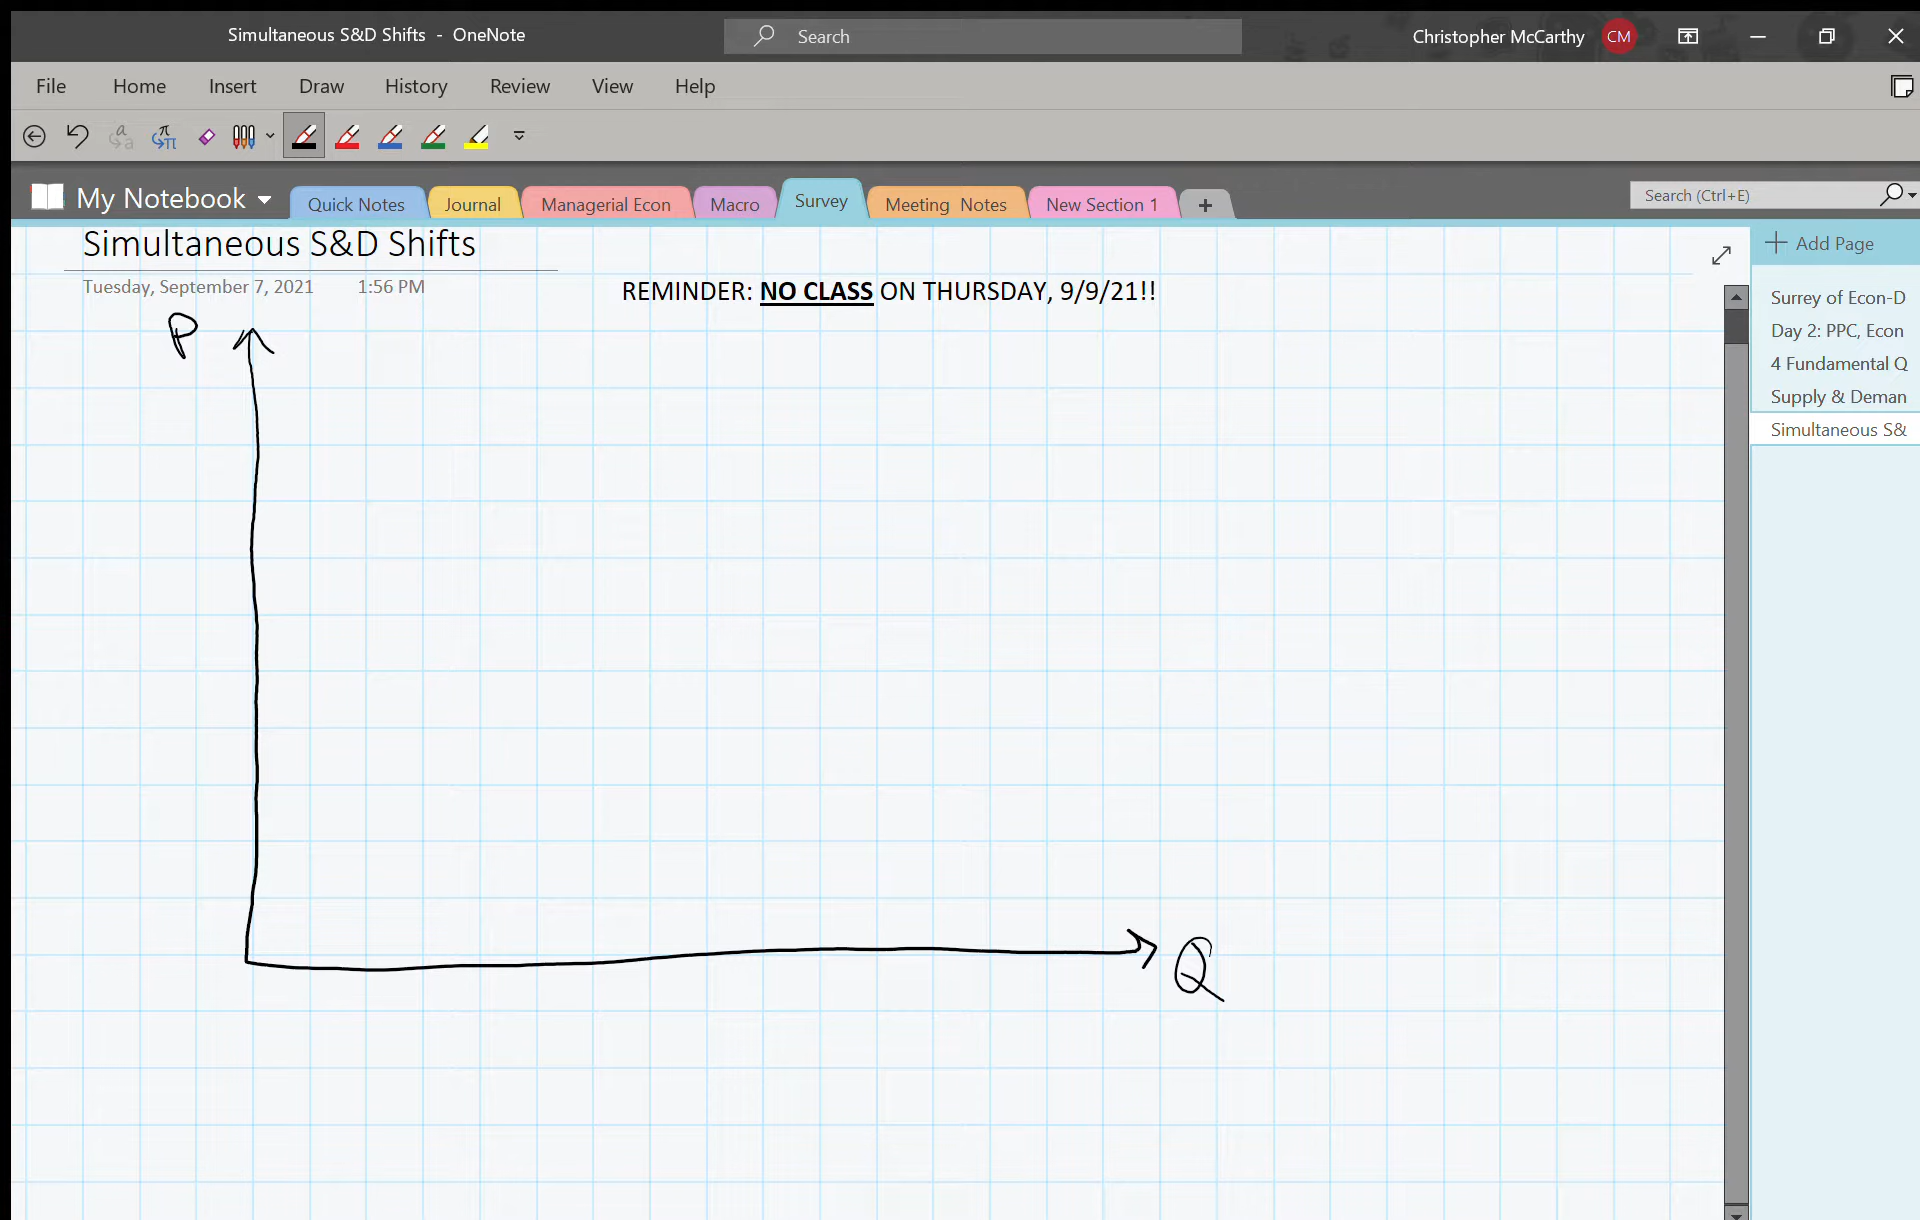 Simultaneous S&D Shifts - OneNote
Search
Christopher McCarthy CM
File Home Insert Draw History Review View Help
My Notebook
Quick Notes Journal Managerial Econ Macro Survey Meeting Notes New Section 1 +
Search (Ctrl+E)
Simultaneous S&D Shifts
Tuesday, September 7, 2021 1:56 PM
REMINDER: NO CLASS ON THURSDAY, 9/9/21!!
P
Q
Add Page
Surrey of Econ-D
Day 2: PPC, Econ
4 Fundamental Q
Supply & Deman
Simultaneous S&